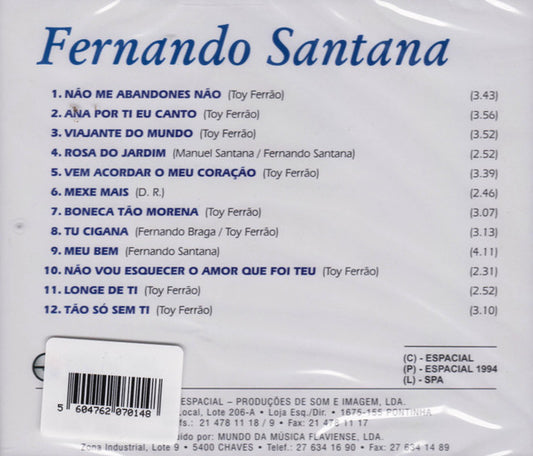 Fernando Santana
1. NÃO ME ABANDONES NÃO (Toy Ferrão) (3.43)
2. ANA POR TI EU CANTO (Toy Ferrão) (3.56)
3. VIAJANTE DO MUNDO (Toy Ferrão) (3.52)
4. ROSA DO JARDIM (Manuel Santana / Fernando Santana) (2.52)
5. VEM ACORDAR O MEU CORAÇÃO (Toy Ferrão) (3.39)
6. MEXE MAIS (D. R.) (2.46)
7. BONECA TÃO MORENA (Toy Ferrão) (3.07)
8. TU CIGANA (Fernando Braga / Toy Ferrão) (3.13)
9. MEU BEM (Fernando Santana) (4.11)
10. NÃO VOU ESQUECER O AMOR QUE FOI TEU (Toy Ferrão) (2.31)
11. LONGE DE TI (Toy Ferrão) (2.52)
12. TÃO SÓ SEM TI (Toy Ferrão) (3.10)
(C) - ESPACIAL
(P) - ESPACIAL 1994
(L) - SPA
5 604762 070148
ESPACIAL – PRODUÇÕES DE SOM E IMAGEM, LDA.
Local, Lote 206-A • Loja Esq./Dir. • 1675-155 PONTINHA
fs.: 21 478 11 18 / 9 • Fax: 21 478 11 17
ido por: MUNDO DA MÚSICA FLAVIENSE, LDA.
Zona Industrial, Lote 9 • 5400 CHAVES • Telef.: 27 634 16 90 • Fax: 27 634 14 89